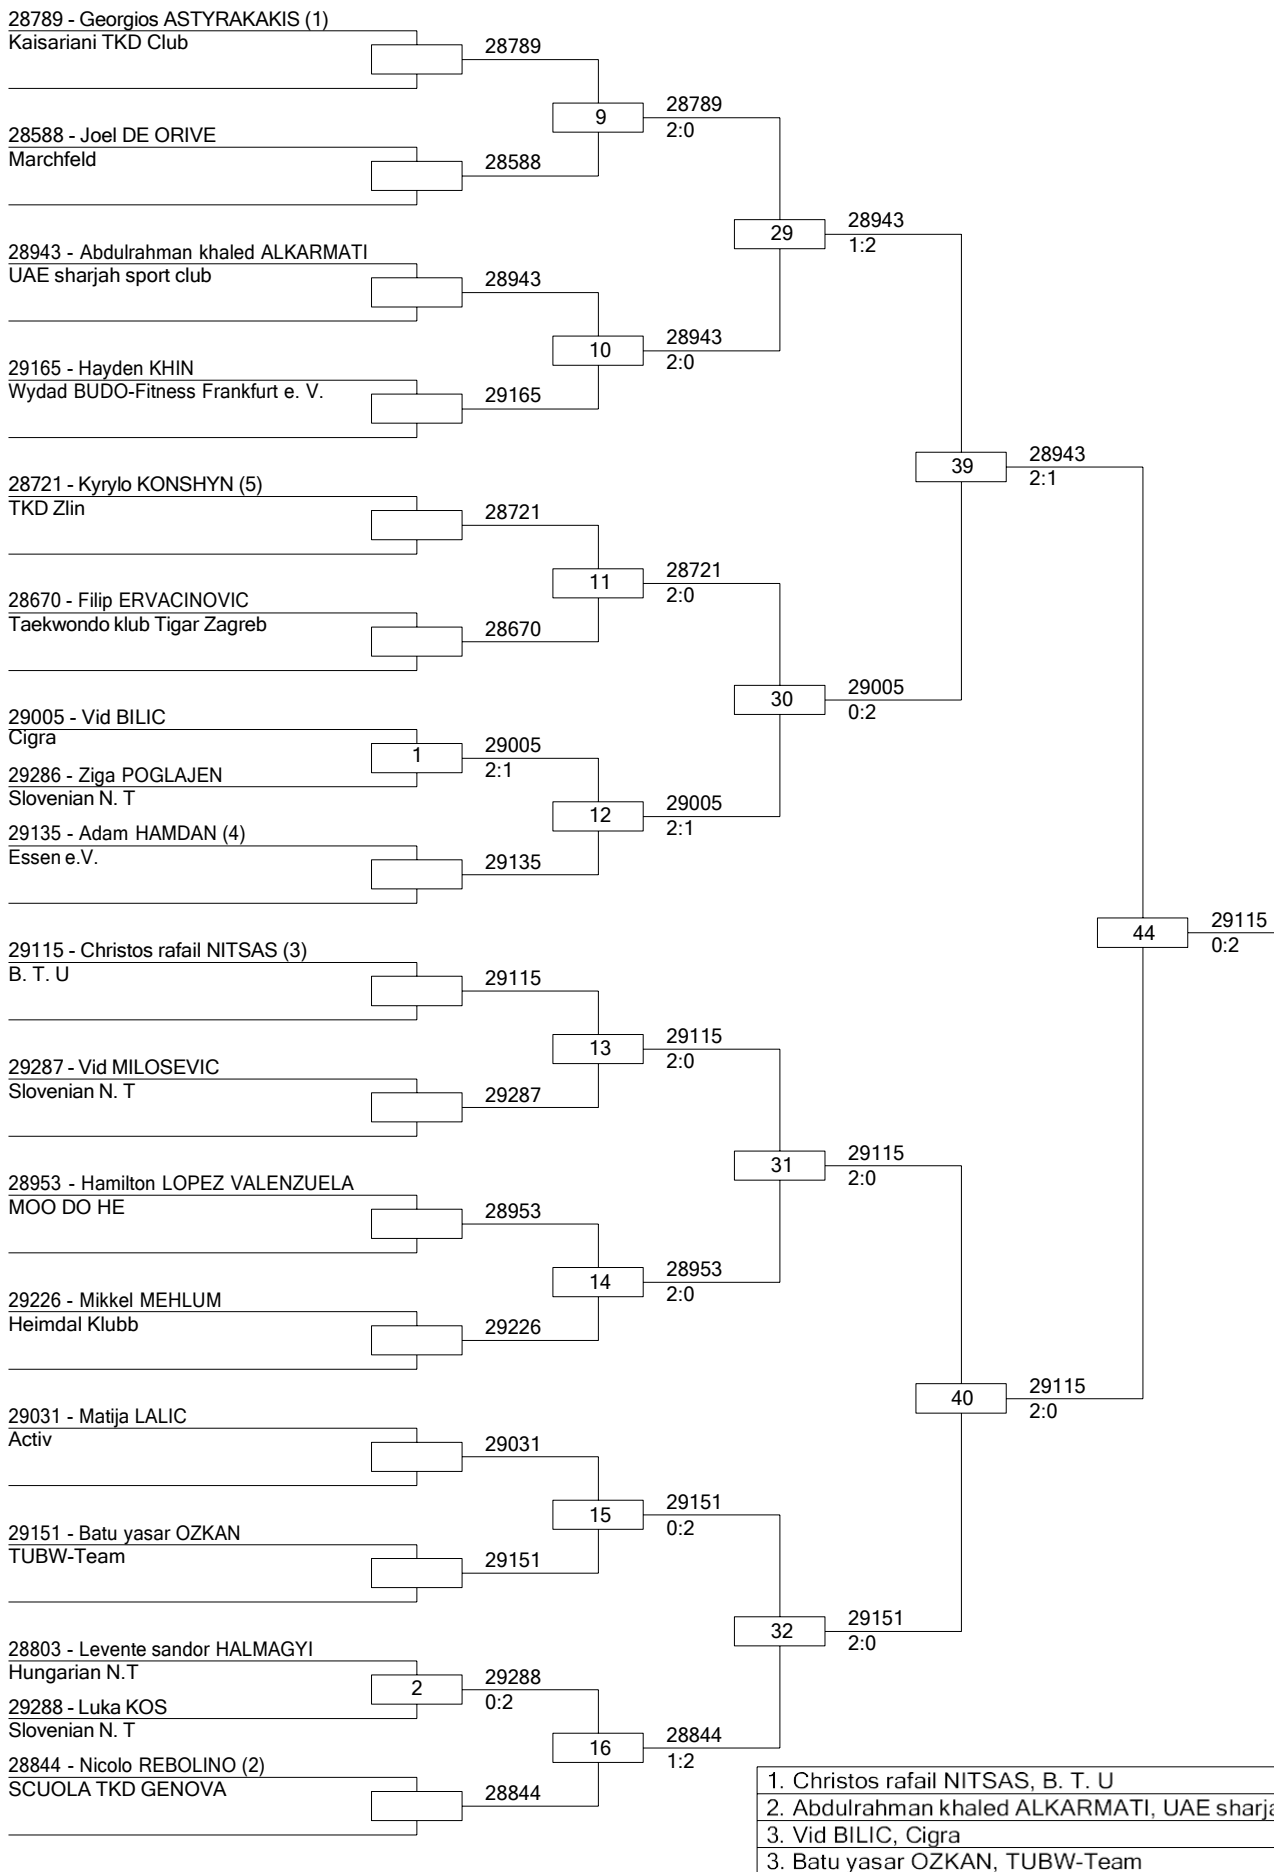 28789 - Georgios ASTYRAKAKIS (1)
Kaisariani TKD Club
28789
9
28789
2:0
28588 - Joel DE ORIVE
Marchfeld
28588
29
28943
1:2
28943 - Abdulrahman khaled ALKARMATI
UAE sharjah sport club
28943
10
28943
2:0
29165 - Hayden KHIN
Wydad BUDO-Fitness Frankfurt e. V.
29165
39
28943
2:1
28721 - Kyrylo KONSHYN (5)
TKD Zlin
28721
11
28721
2:0
28670 - Filip ERVACINOVIC
Taekwondo klub Tigar Zagreb
28670
30
29005
0:2
29005 - Vid BILIC
Cigra
1
29005
2:1
29286 - Ziga POGLAJEN
Slovenian N. T
12
29005
2:1
29135 - Adam HAMDAN (4)
Essen e.V.
29135
44
29115
0:2
29115 - Christos rafail NITSAS (3)
B. T. U
29115
13
29115
2:0
29287 - Vid MILOSEVIC
Slovenian N. T
29287
31
29115
2:0
28953 - Hamilton LOPEZ VALENZUELA
MOO DO HE
28953
14
28953
2:0
29226 - Mikkel MEHLUM
Heimdal Klubb
29226
40
29115
2:0
29031 - Matija LALIC
Activ
29031
15
29151
0:2
29151 - Batu yasar OZKAN
TUBW-Team
29151
32
29151
2:0
28803 - Levente sandor HALMAGYI
Hungarian N.T
2
29288
0:2
29288 - Luka KOS
Slovenian N. T
16
28844
1:2
28844 - Nicolo REBOLINO (2)
SCUOLA TKD GENOVA
28844
1. Christos rafail NITSAS, B. T. U
2. Abdulrahman khaled ALKARMATI, UAE sharja
3. Vid BILIC, Cigra
3. Batu yasar OZKAN, TUBW-Team